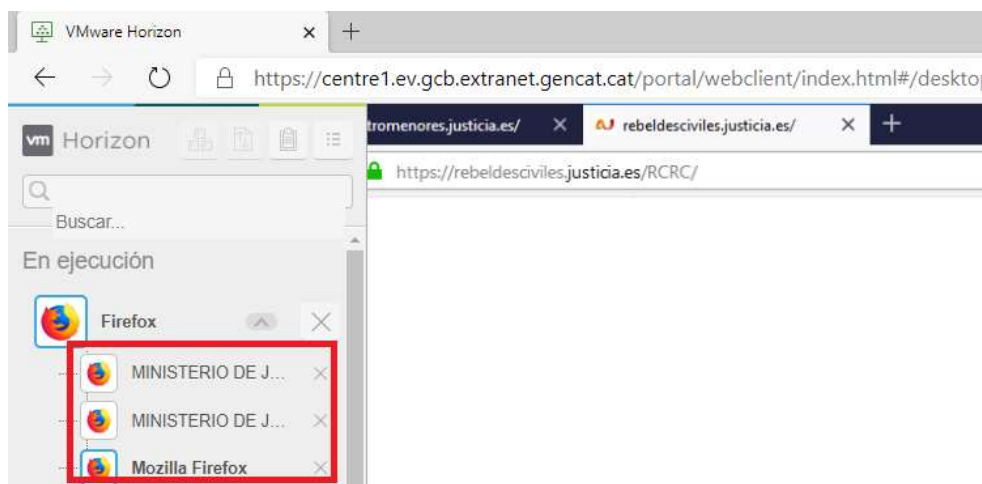 VMware Horizon
https://centre1.ev.gcb.extranet.gencat.cat/portal/webclient/index.html#/deskto
vm Horizon
tromenores.justicia.es/
rebeldesciviles.justicia.es/
https://rebeldesciviles.justicia.es/RCRC/
Buscar...
En ejecución
Firefox
MINISTERIO DE J...
MINISTERIO DE J...
Mozilla Firefox